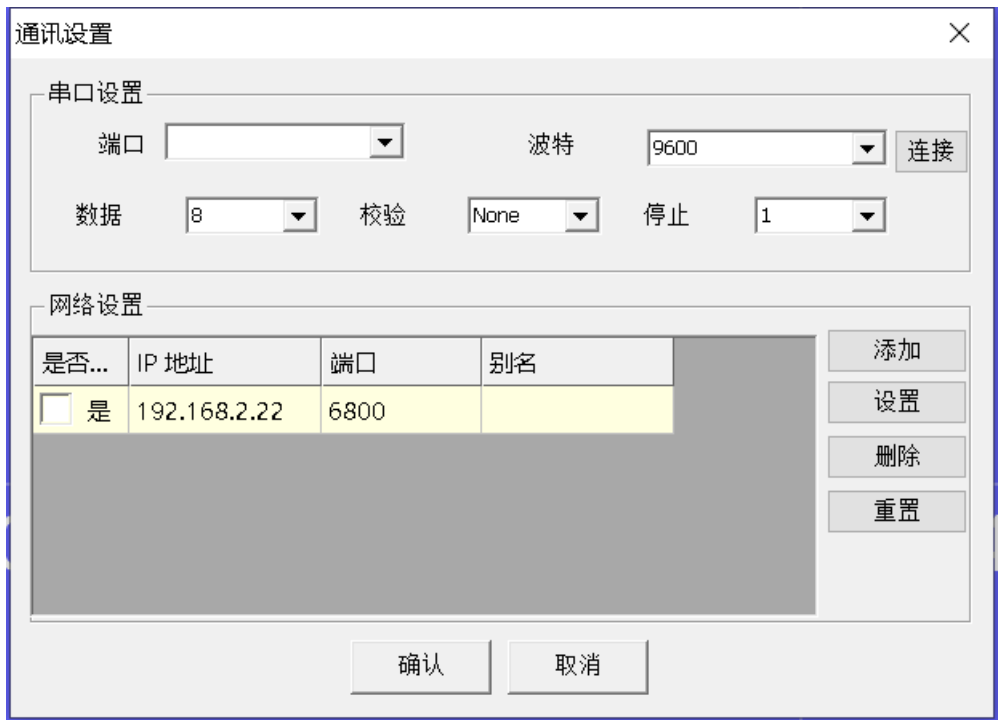 通讯设置
串口设置
端口 波特 9600 连接
数据 8 校验 None 停止 1
网络设置
是否... IP 地址 端口 别名 添加
是 192.168.2.22 6800 设置
删除
重置
确认 取消